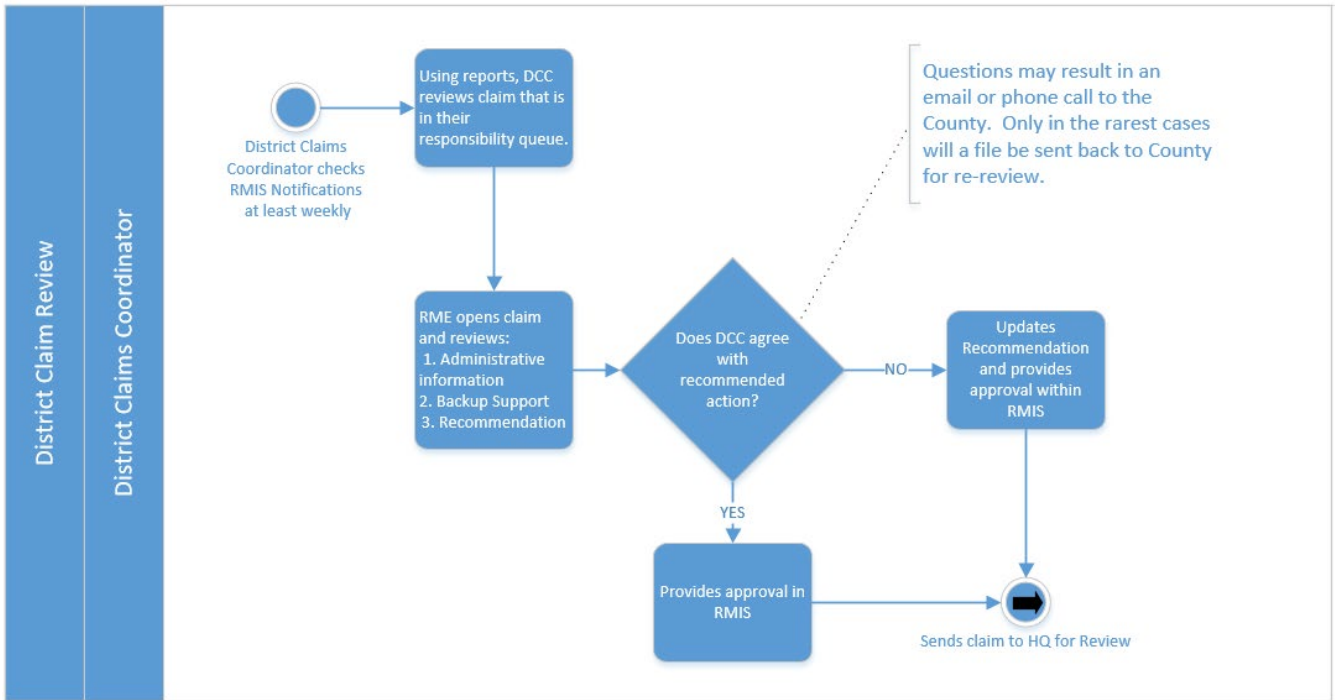 District Claim Review
District Claims Coordinator
District Claims
Coordinator checks
RMIS Notifications
at least weekly
Using reports, DCC
reviews claim that is
in their
responsibility queue.
RME opens claim
and reviews:
1. Administrative
information
2. Backup Support
3. Recommendation
Does DCC agree
with
recommended
action?
Questions may result in an
email or phone call to the
County. Only in the rarest cases
will a file be sent back to County
for re-review.
NO
Updates
Recommendation
and provides
approval within
RMIS
YES
Provides approval in
RMIS
Sends claim to HQ for Review